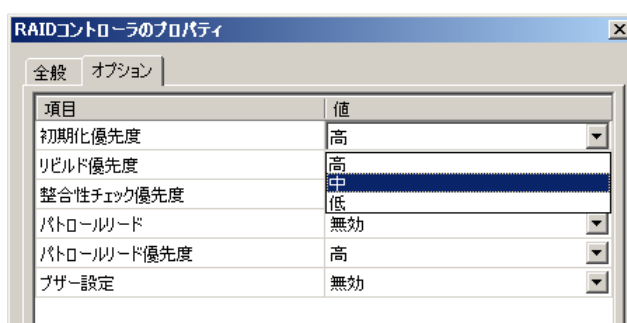 RAIDコントローラのプロパティ
全般 オプション
項目 値
初期化優先度 高
リビルド優先度 高
整合性チェック優先度 中
低
パトロールリード 無効
パトロールリード優先度 高
ブザー設定 無効